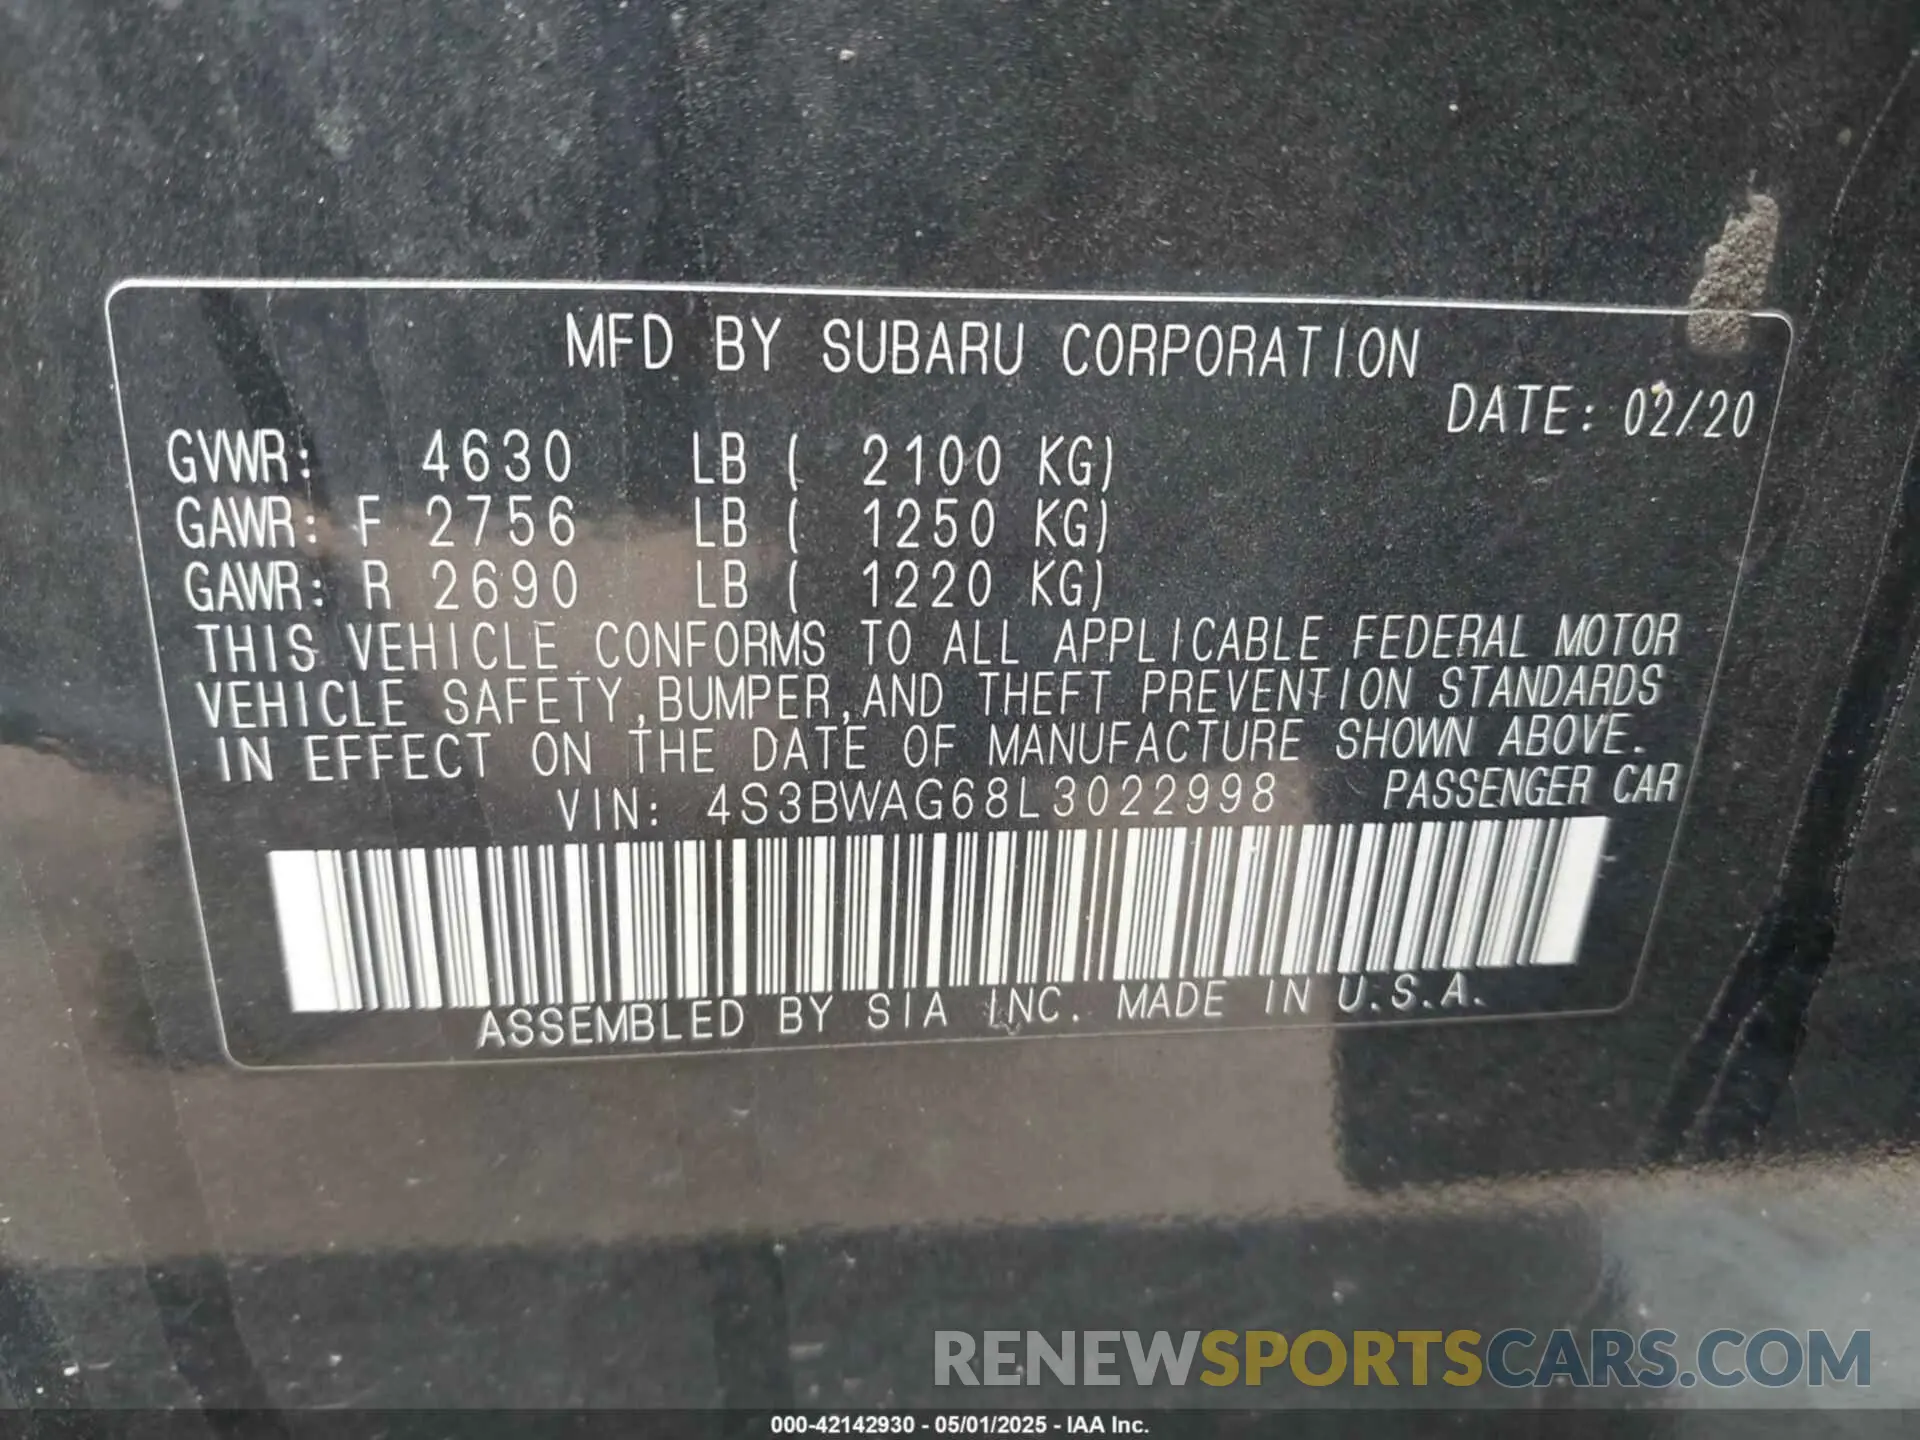 MFD BY SUBARU CORPORATION
DATE: 02/20
GVWR: 4630 LB ( 2100 KG)
GAWR: F 2756 LB ( 1250 KG)
GAWR: R 2690 LB ( 1220 KG)
THIS VEHICLE CONFORMS TO ALL APPLICABLE FEDERAL MOTOR
VEHICLE SAFETY,BUMPER,AND THEFT PREVENTION STANDARDS
IN EFFECT ON THE DATE OF MANUFACTURE SHOWN ABOVE.
VIN: 4S3BWAG68L3022998 PASSENGER CAR
ASSEMBLED BY SIA INC. MADE IN U.S.A.
RENEWSPORTSCARS.COM
000-42142930 - 05/01/2025 - IAA Inc.